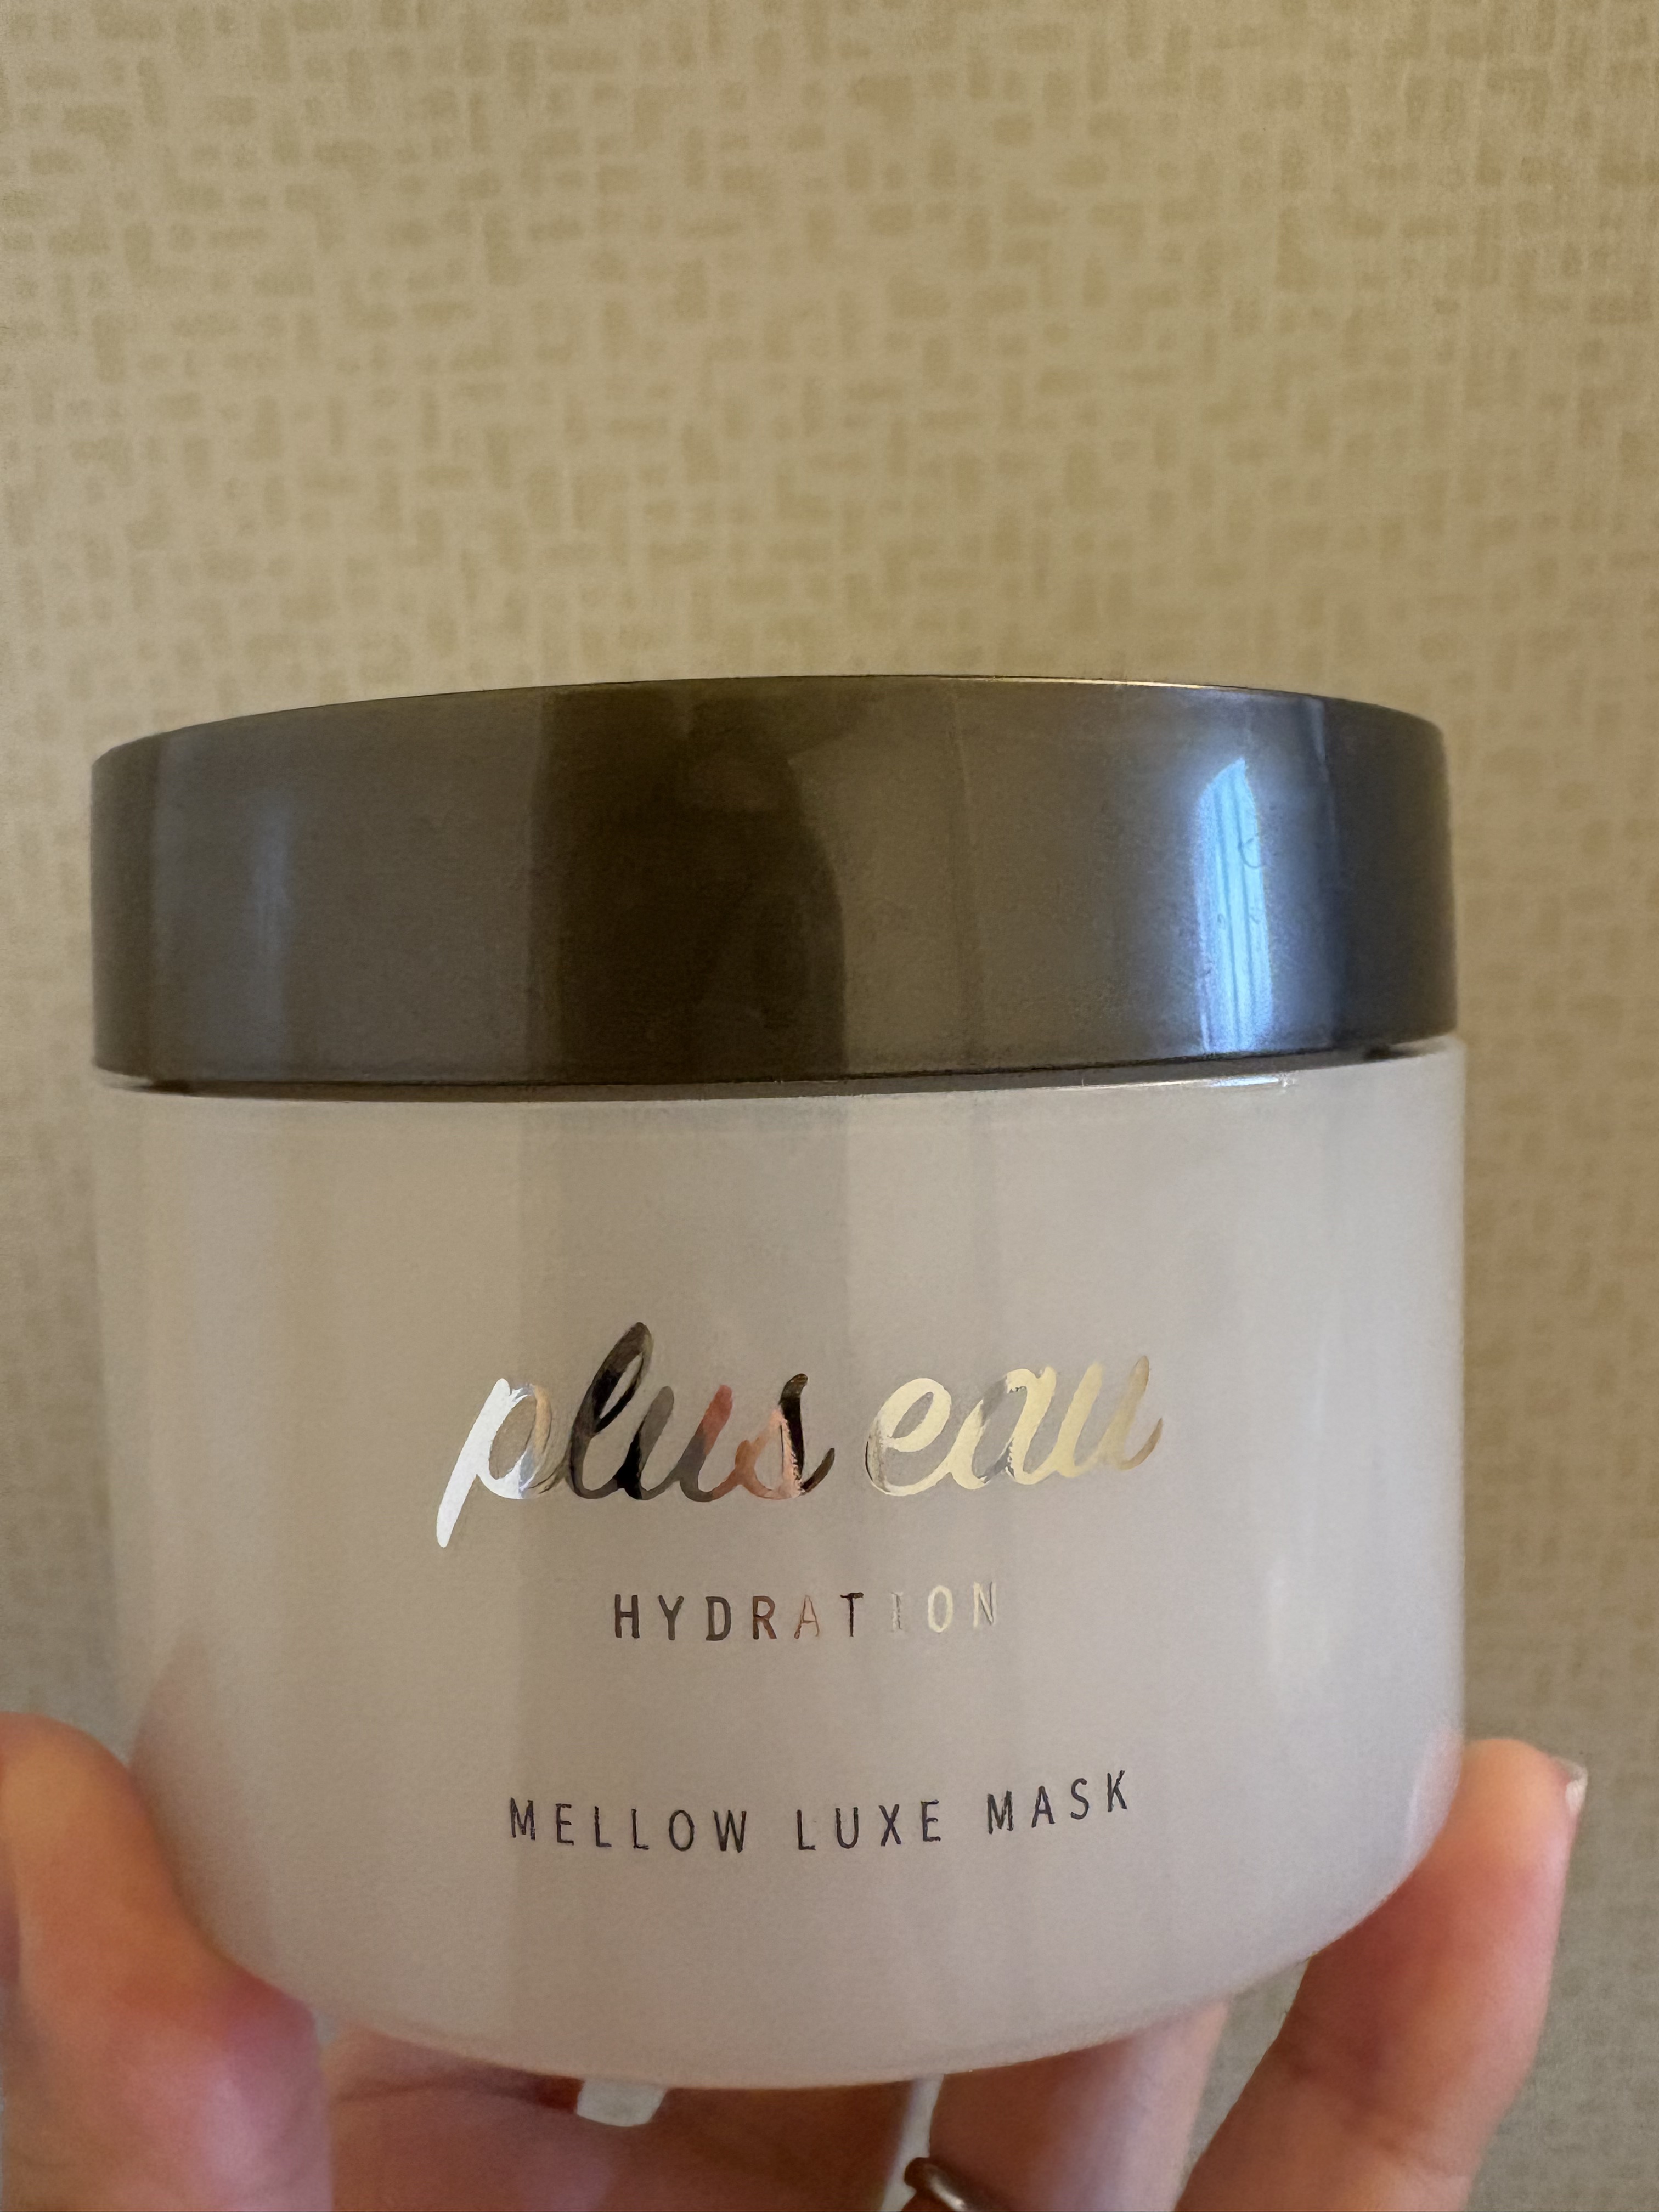 plus eau
HYDRATION
MELLOW LUXE MASK